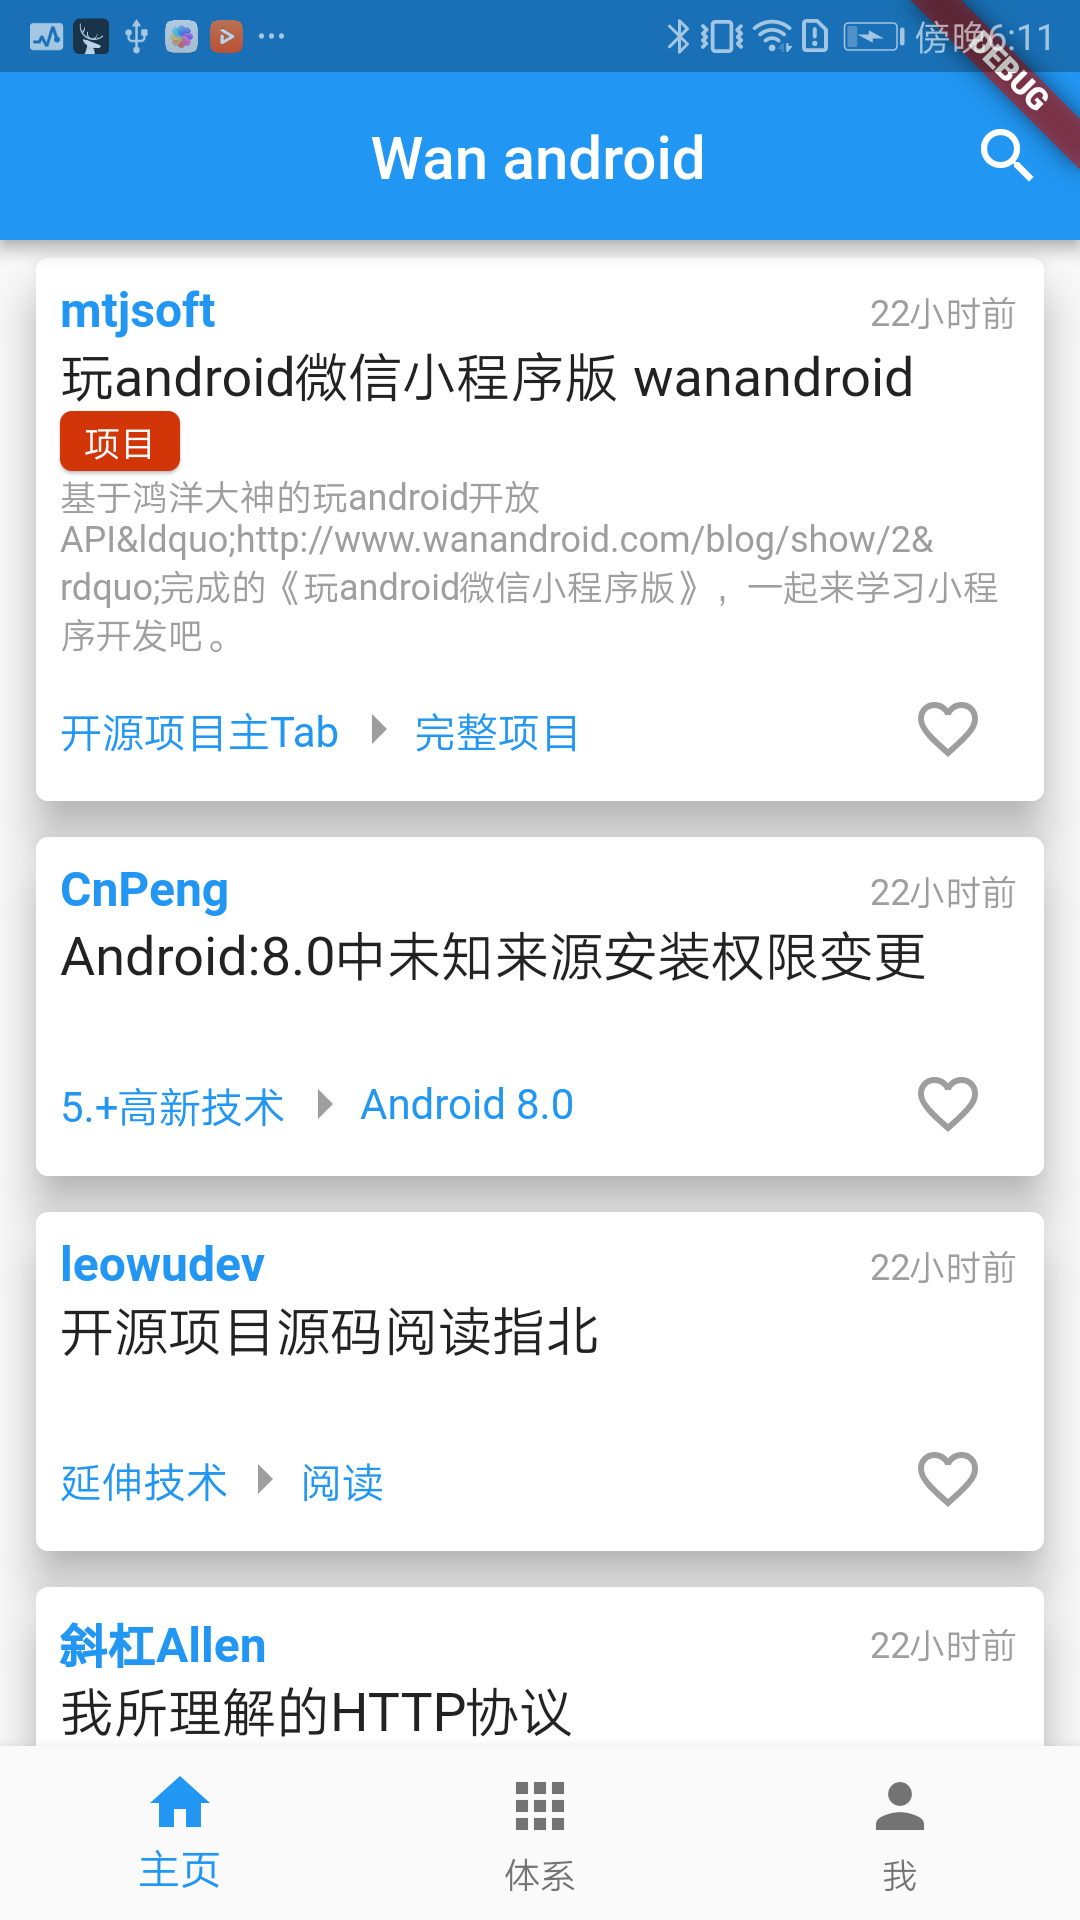 傍晚6:11
DEBUG
Wan android
mtjsoft
22小时前
玩android微信小程序版 wanandroid
项目
基于鸿洋大神的玩android开放
API&ldquo;http://www.wanandroid.com/blog/show/2&
rdquo;完成的《玩android微信小程序版》，一起来学习小程
序开发吧。
开源项目主Tab
完整项目
CnPeng
22小时前
Android:8.0中未知来源安装权限变更
5.+高新技术
Android 8.0
leowudev
22小时前
开源项目源码阅读指北
延伸技术
阅读
斜杠Allen
22小时前
我所理解的HTTP协议
主页
体系
我